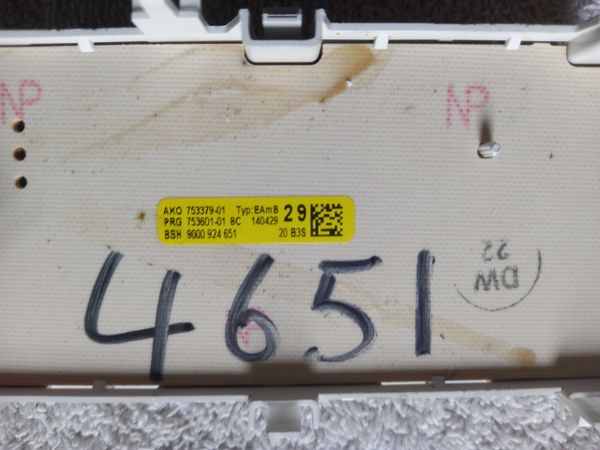 NP
NP
AKO 753379-01 Typ:EAmB 29
PRG 753601-01 8C 140429
BSH 9000 924 651 20 B3S
DW
22
4651